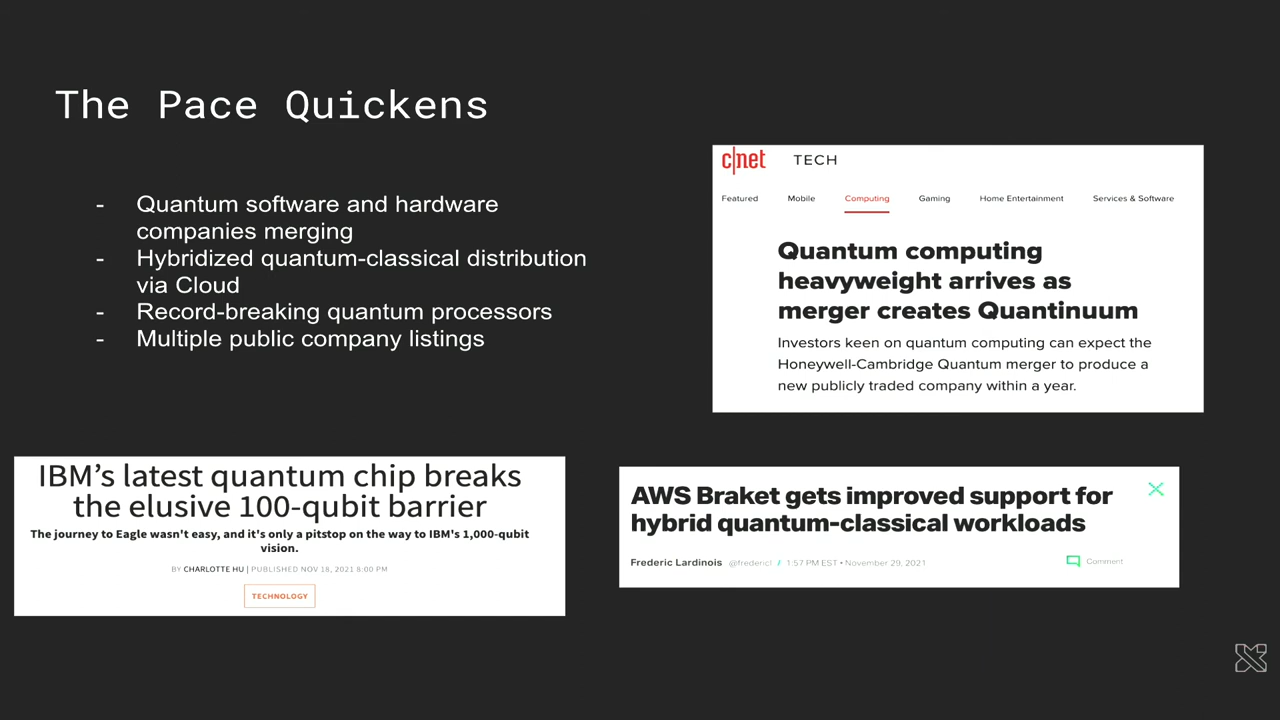 The Pace Quickens
- Quantum software and hardware
companies merging
- Hybridized quantum-classical distribution
via Cloud
- Record-breaking quantum processors
- Multiple public company listings
c|net TECH
Featured Mobile Computing Gaming Home Entertainment Services & Software
Quantum computing
heavyweight arrives as
merger creates Quantinuum
Investors keen on quantum computing can expect the
Honeywell-Cambridge Quantum merger to produce a
new publicly traded company within a year.
IBM’s latest quantum chip breaks
the elusive 100-qubit barrier
The journey to Eagle wasn't easy, and it's only a pitstop on the way to IBM's 1,000-qubit
vision.
BY CHARLOTTE HU | PUBLISHED NOV 18, 2021 8:00 PM
TECHNOLOGY
AWS Braket gets improved support for
hybrid quantum-classical workloads
Frederic Lardinois @fredericl / 1:57 PM EST • November 29, 2021 Comment